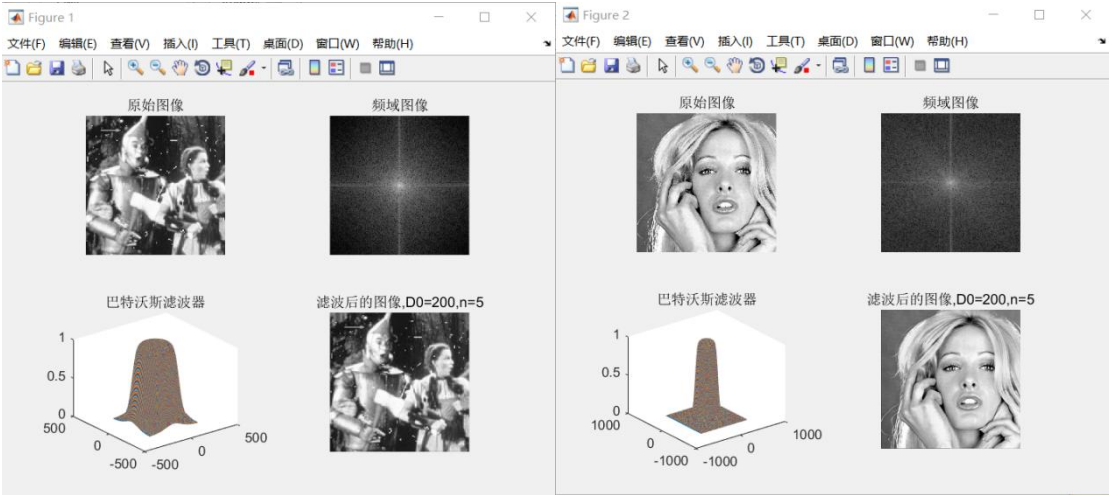 Figure 1
文件(F) 编辑(E) 查看(V) 插入(I) 工具(T) 桌面(D) 窗口(W) 帮助(H)
原始图像
频域图像
巴特沃斯滤波器
滤波后的图像,D0=200,n=5
1
0.5
0
500
0
-500
-500
0
500
Figure 2
文件(F) 编辑(E) 查看(V) 插入(I) 工具(T) 桌面(D) 窗口(W) 帮助(H)
原始图像
频域图像
巴特沃斯滤波器
滤波后的图像,D0=200,n=5
1
0.5
0
1000
0
-1000
-1000
0
1000